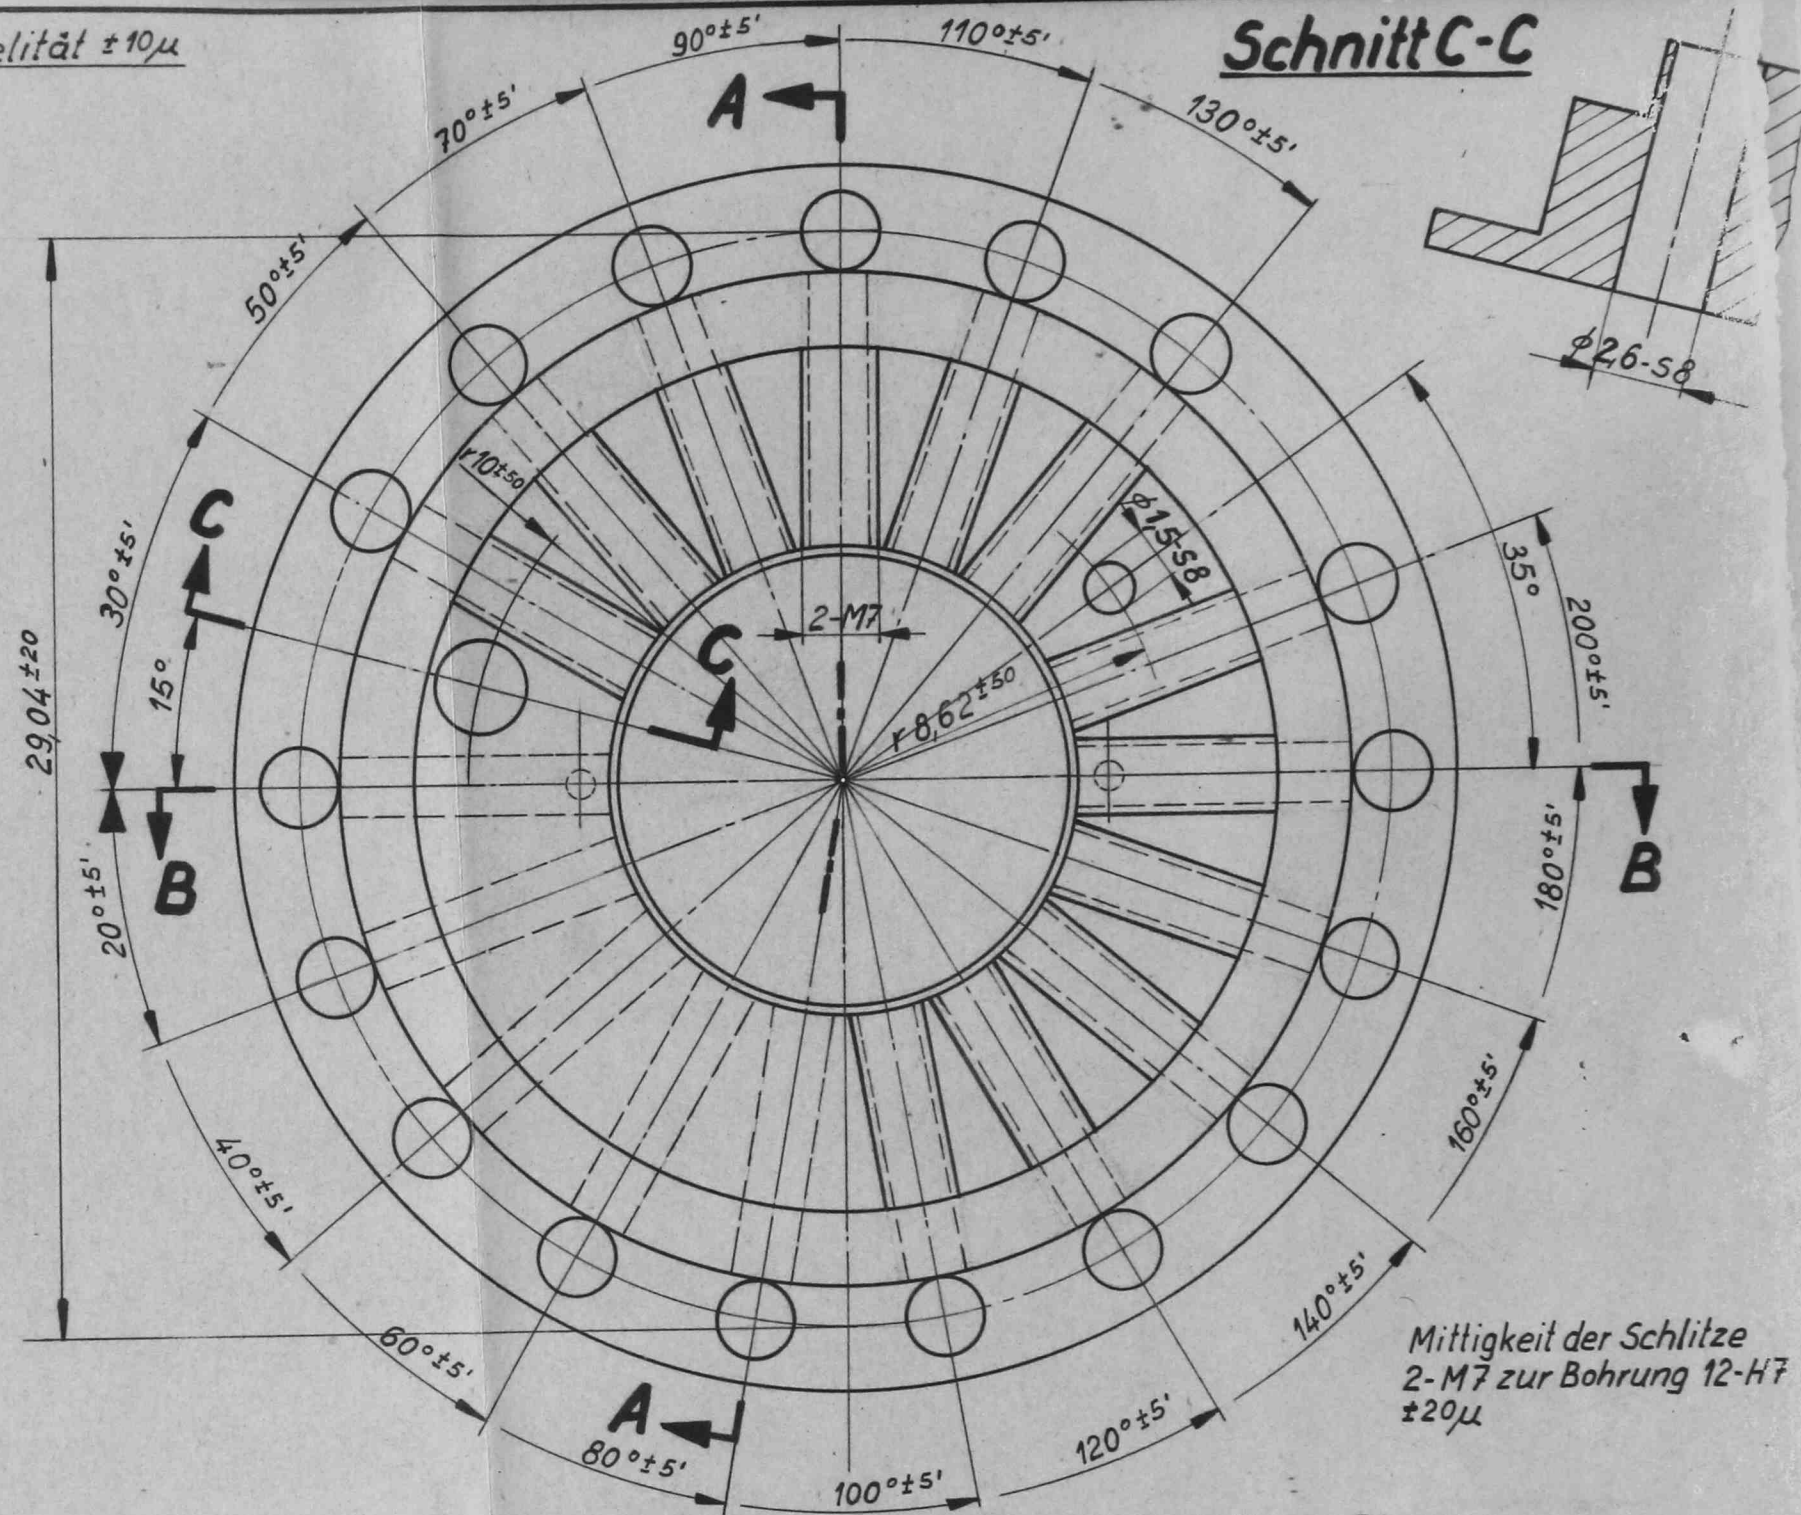 elität ±10µ
90°±5'
110°±5'
Schnitt C-C
A
70°±5'
130°±5'
50°±5'
ϕ2,6-S8
r10±50
C
ϕ1,5-S8
30°±5'
35°
2-M7
C
200°±5'
15°
29,04±20
r8,62±50
B
B
180°±5'
20°±5'
160°±5'
40°±5'
140°±5'
60°±5'
Mittigkeit der Schlitze
2-M7 zur Bohrung 12-H7
±20µ
A
120°±5'
80°±5'
100°±5'